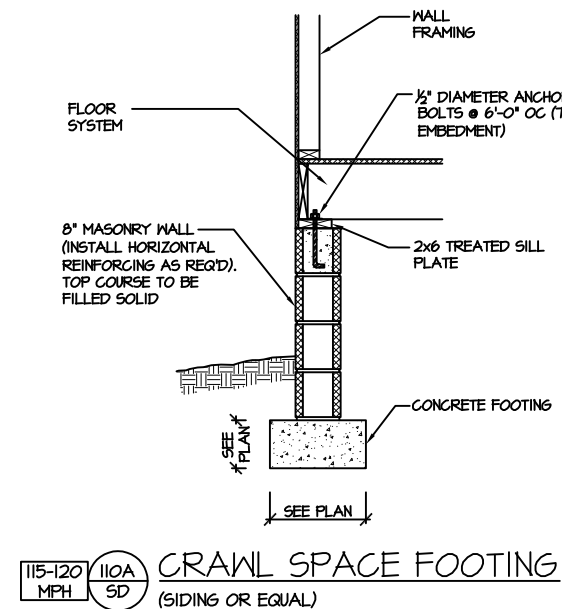 WALL
FRAMING
FLOOR
SYSTEM
½" DIAMETER
BOLTS @ 6'-0" OC
EMBEDMENT)
8" MASONRY WALL
(INSTALL HORIZONTAL
REINFORCING AS REQ'D).
TOP COURSE TO BE
FILLED SOLID
2x6 TREATED SILL
PLATE
CONCRETE FOOTING
SEE
PLAN
SEE PLAN
115-120
MPH
110A
SD
CRAWL SPACE FOOTING
(SIDING OR EQUAL)